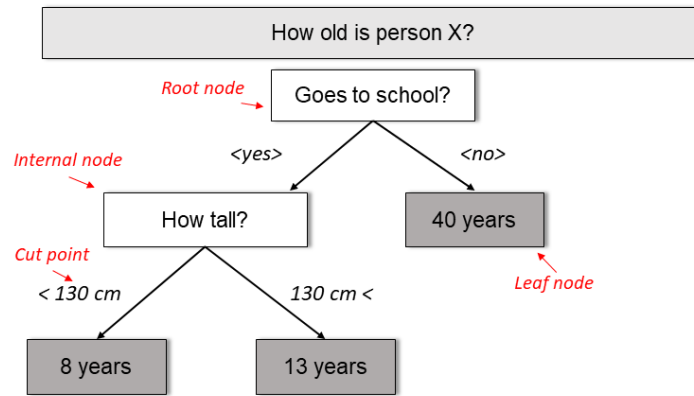 How old is person X?
Root node
Goes to school?
Internal node
<yes>
<no>
How tall?
40 years
Cut point
Leaf node
< 130 cm
130 cm <
8 years
13 years